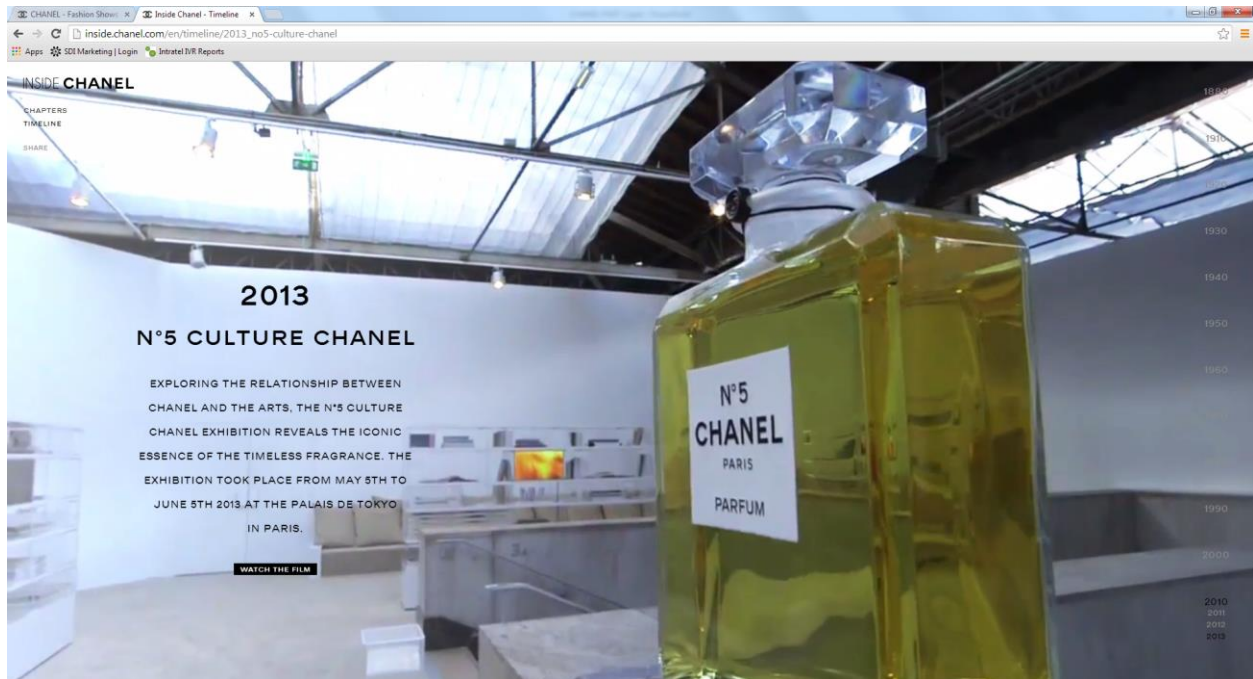 CHANEL - Fashion Shows
Inside Chanel - Timeline
inside.chanel.com/en/timeline/2013_no5-culture-chanel
Apps SDI Marketing | Login Intratel IVR Reports
INSIDE CHANEL
CHAPTERS
TIMELINE
SHARE
2013
N°5 CULTURE CHANEL
EXPLORING THE RELATIONSHIP BETWEEN
CHANEL AND THE ARTS, THE N°5 CULTURE
CHANEL EXHIBITION REVEALS THE ICONIC
ESSENCE OF THE TIMELESS FRAGRANCE. THE
EXHIBITION TOOK PLACE FROM MAY 5TH TO
JUNE 5TH 2013 AT THE PALAIS DE TOKYO
IN PARIS.
WATCH THE FILM
N°5
CHANEL
PARIS
PARFUM
1910
1930
1940
1950
1960
1990
2000
2010
2011
2012
2013